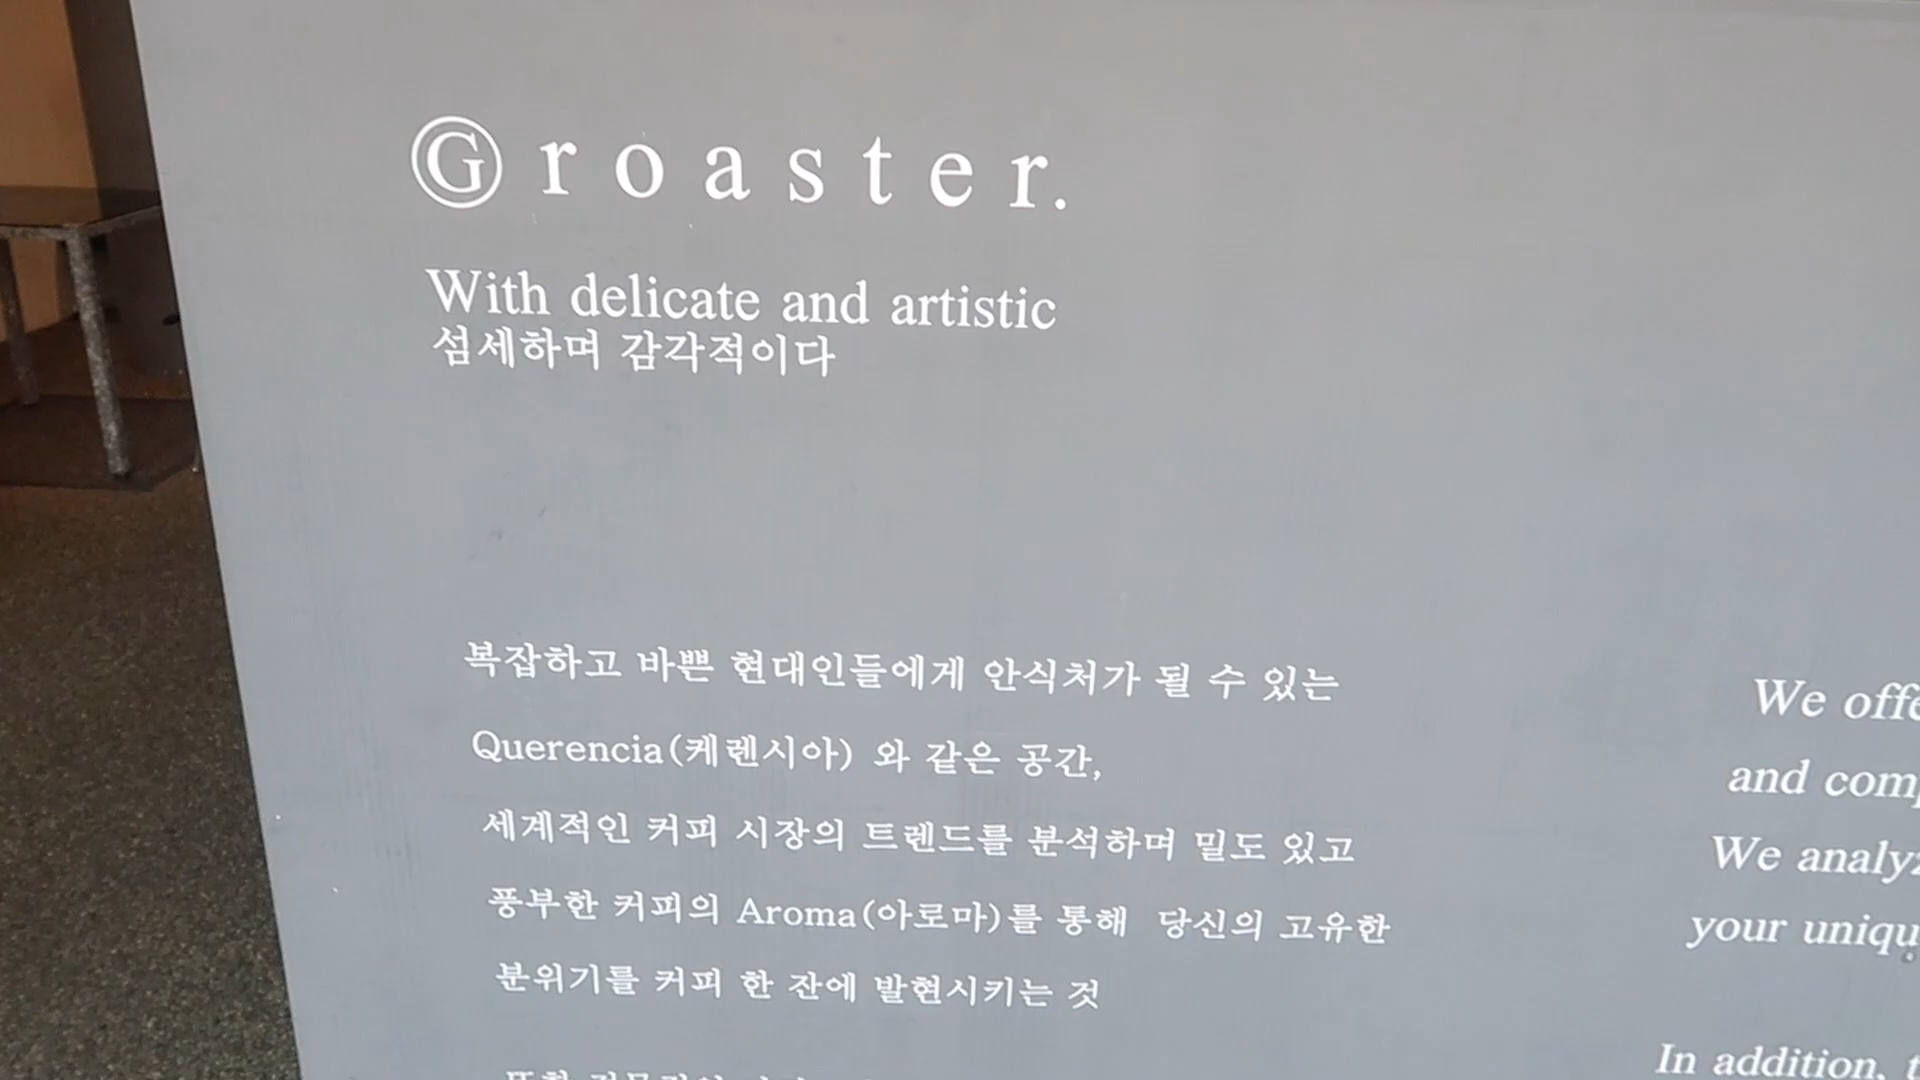 Ⓖ roaster.
With delicate and artistic
섬세하며 감각적이다
복잡하고 바쁜 현대인들에게 안식처가 될 수 있는
Querencia(케렌시아) 와 같은 공간,
세계적인 커피 시장의 트렌드를 분석하며 밀도 있고
풍부한 커피의 Aroma(아로마)를 통해 당신의 고유한
분위기를 커피 한 잔에 발현시키는 것
We
and
We
your
In addition,